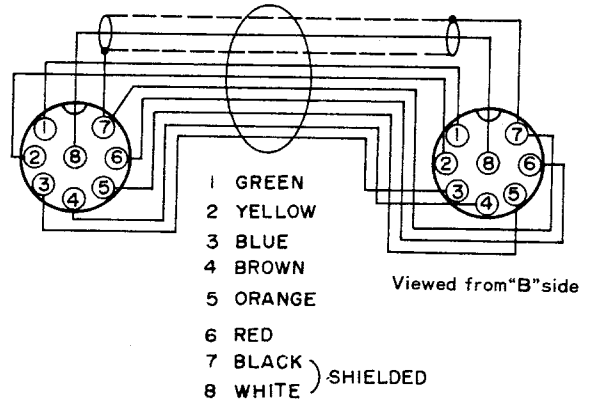 1 7
2 8 6
3 4 5
1 7
2 8 6
3 4 5
1 GREEN
2 YELLOW
3 BLUE
4 BROWN
5 ORANGE
6 RED
7 BLACK
8 WHITE
SHIELDED
Viewed from "B" side